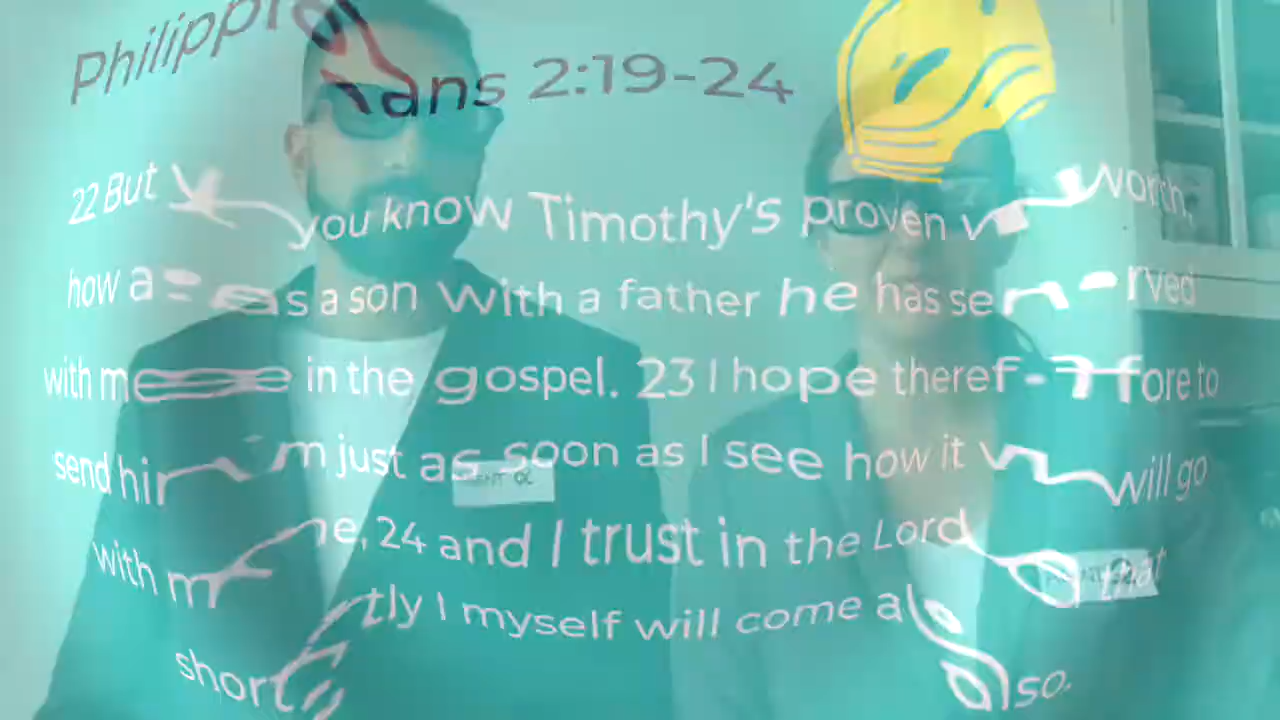 Philippians 2:19-24
22 But you know Timothy's proven worth,
how as a son with a father he has served
with me in the gospel. 23 I hope therefore to
send him just as soon as I see how it will go
with me, 24 and I trust in the Lord that
shortly I myself will come also.